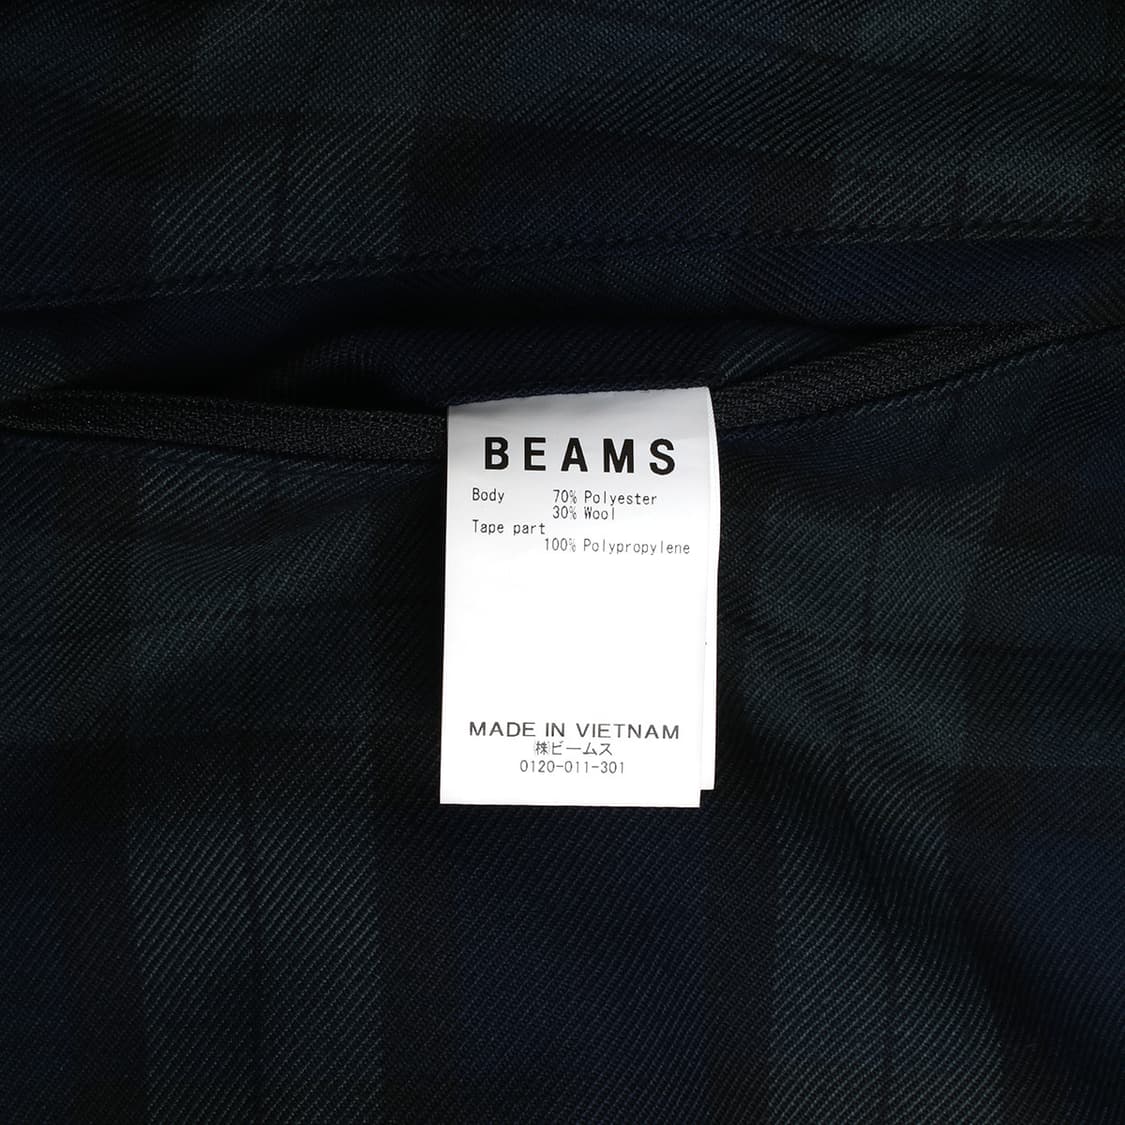 BEAMS
Body 70% Polyester
30% Wool
Tape part
100% Polypropylene
MADE IN VIETNAM
㈱ビームス
0120-011-301